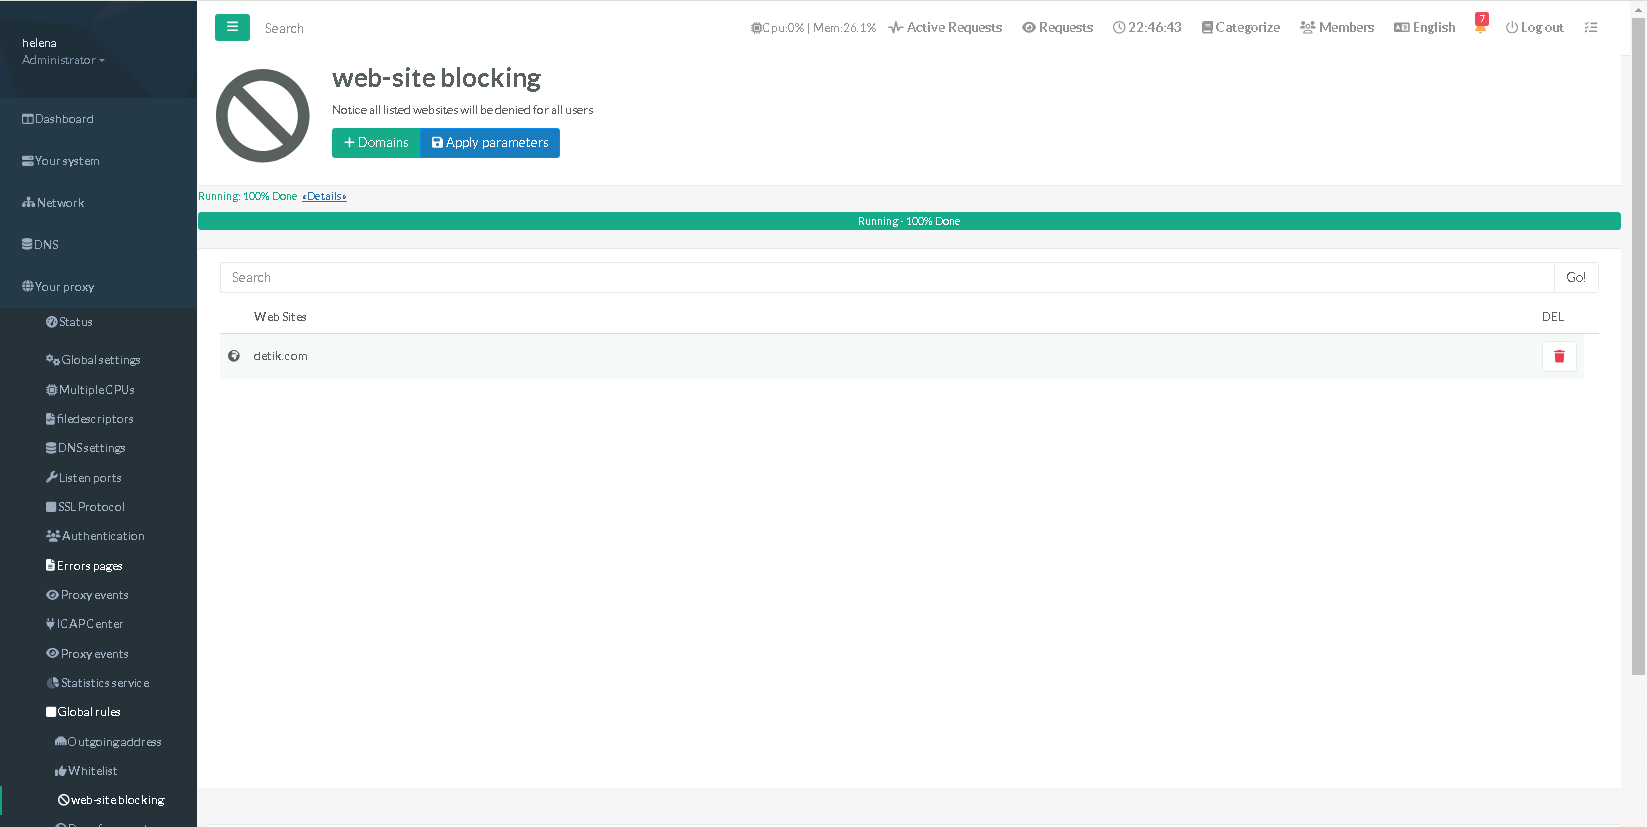 helena
Administrator
Dashboard
Your system
Network
DNS
Your proxy
Status
Global settings
Multiple CPUs
filedescriptors
DNS settings
Listen ports
SSL Protocol
Authentication
Errors pages
Proxy events
ICAP Center
Proxy events
Statistics service
Global rules
Outgoing address
Whitelist
web-site blocking
Search
Cpu:0% | Mem:26.1%
Active Requests
Requests
22:46:43
Categorize
Members
English
7
Log out
web-site blocking
Notice all listed websites will be denied for all users
+ Domains
Apply parameters
Running: 100% Done «Details»
Running - 100% Done
Search
Go!
Web Sites
DEL
detik.com